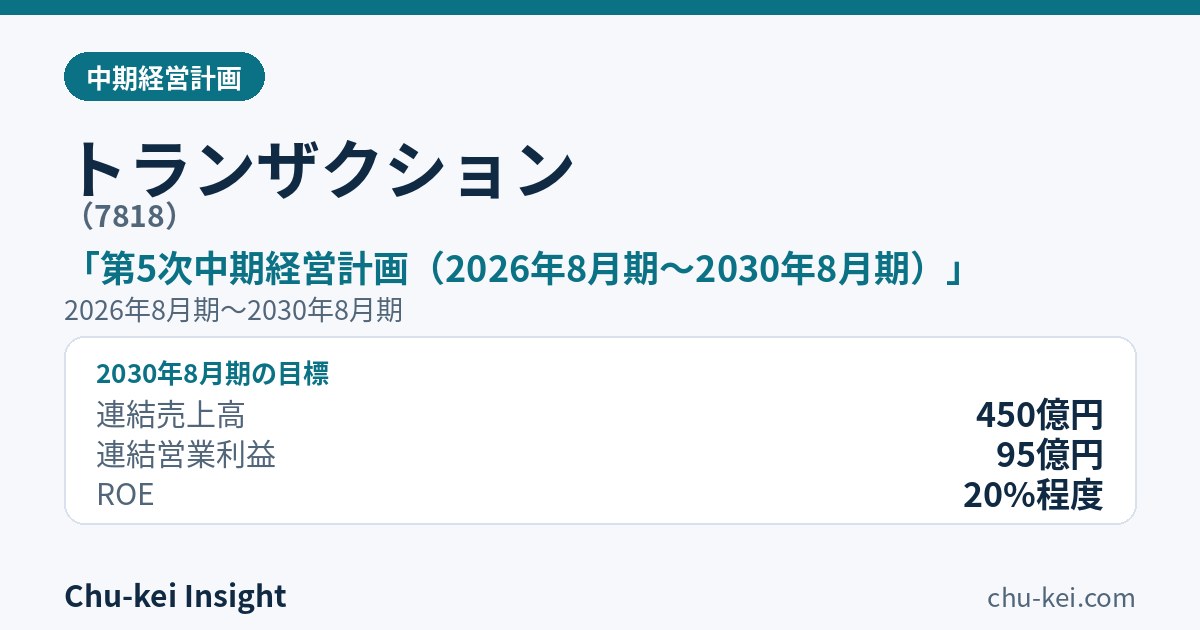 中期経営計画
トランザクション
（7818）
「第5次中期経営計画（2026年8月期～2030年8月期）」
2026年8月期～2030年8月期
2030年8月期の目標
連結売上高 450億円
連結営業利益 95億円
ROE 20%程度
Chu-kei Insight chu-kei.com